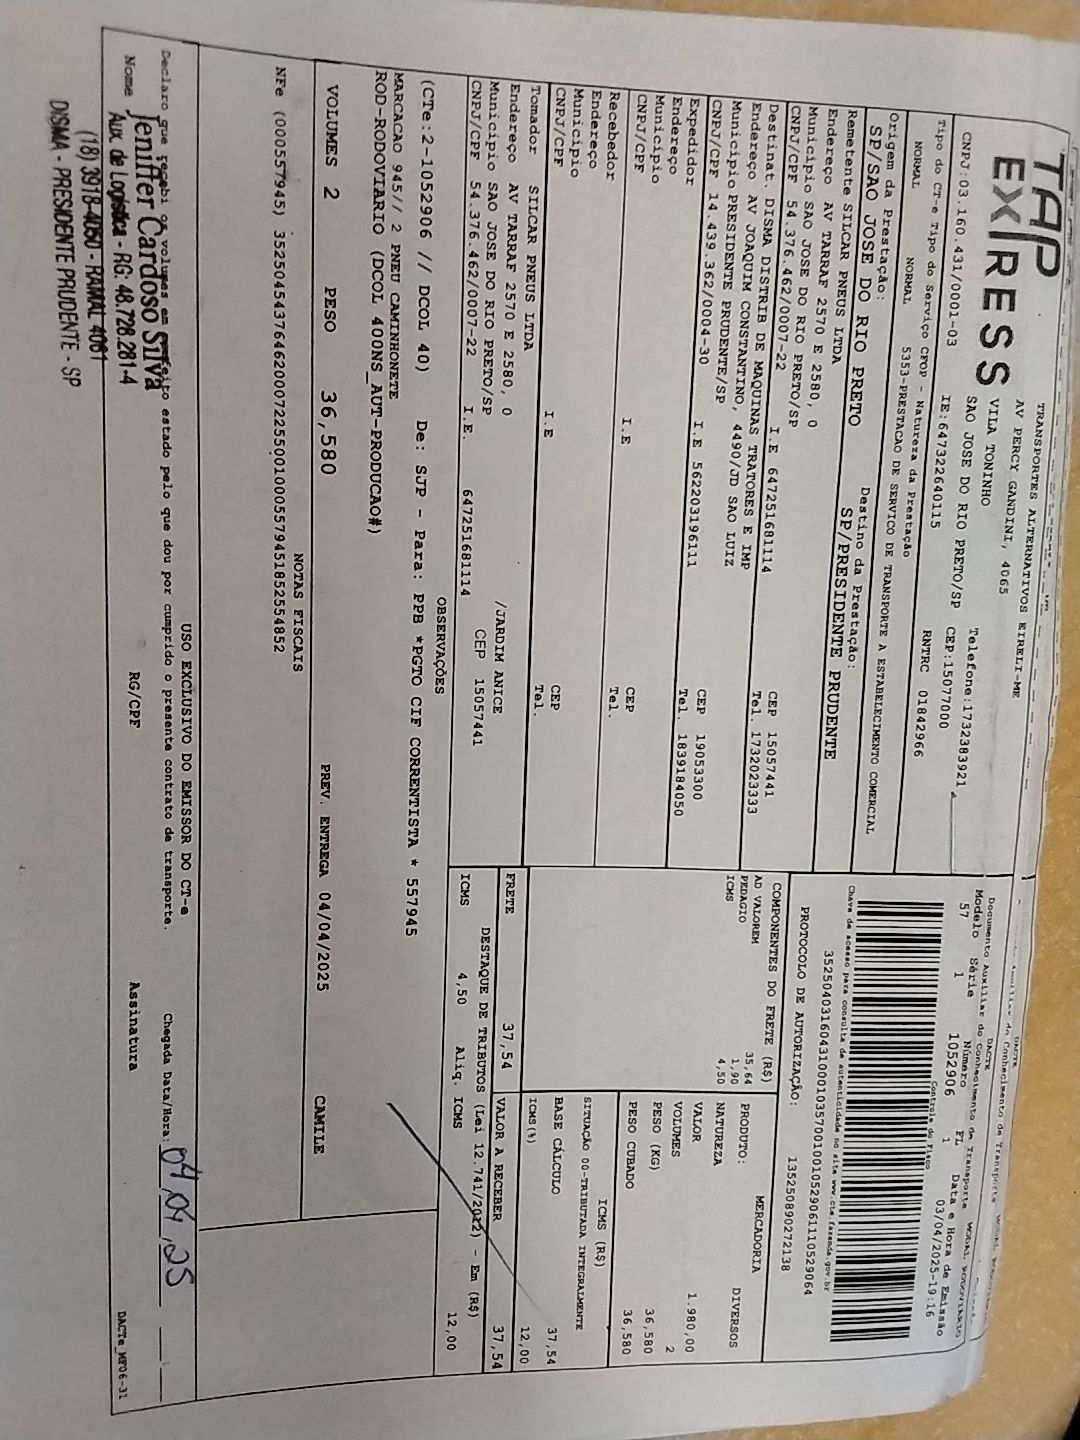 TAP
EXPRESS
TRANSPORTES ALTERNATIVOS EIRELI-ME
AV PERCY GANDINI, 4065
VILA TONINHO
SAO JOSE DO RIO PRETO/SP Telefone:1732383921
CNPJ:03.160.431/0001-03 IE:647322640115 CEP:15077000
RNTRC 01842966
DACTE
Documento Auxiliar do Conhecimento de Transporte
MODAL RODOVIÁRIO
Modelo Série Número FL Data e Hora de Emissão
57 1 1052906 1 03/04/2025-19:16
Controle do Fisco
Tipo do CT-e Tipo do Serviço CFOP - Natureza da Prestação
NORMAL NORMAL 5353-PRESTACAO DE SERVICO DE TRANSPORTE A ESTABELECIMENTO COMERCIAL
Chave de acesso para consulta de autenticidade no site www.cte.fazenda.gov.br
Origem da Prestação: Destino da Prestação:
SP/SAO JOSE DO RIO PRETO SP/PRESIDENTE PRUDENTE
PROTOCOLO DE AUTORIZAÇÃO: 135250890272138
Remetente SILCAR PNEUS LTDA
Endereço AV TARRAF 2570 E 2580, 0
Município SAO JOSE DO RIO PRETO/SP CEP 15057441
CNPJ/CPF 54.376.462/0007-22 I.E 647251681114 Tel. 1732023333
Destinat. DISMA DISTRIB DE MAQUINAS TRATORES E IMP
Endereço AV JOAQUIM CONSTANTINO, 4490/JD SAO LUIZ
Município PRESIDENTE PRUDENTE/SP CEP 19053300
CNPJ/CPF 14.439.362/0004-30 I.E 562203196111 Tel. 1839184050
Expedidor
Endereço
Município CEP
CNPJ/CPF I.E Tel.
Recebedor
Endereço
Município CEP
CNPJ/CPF I.E Tel.
Tomador SILCAR PNEUS LTDA
Endereço AV TARRAF 2570 E 2580, 0 /JARDIM ANICE
Município SAO JOSE DO RIO PRETO/SP CEP 15057441
CNPJ/CPF 54.376.462/0007-22 I.E. 647251681114
COMPONENTES DO FRETE (R$)
AD VALOREM 35,64
PEDAGIO 1,90
ICMS 4,50
FRETE 37,54
PRODUTO: MERCADORIA
NATUREZA DIVERSOS
VALOR 1.980,00
VOLUMES 2
PESO (KG) 36,580
PESO CUBADO 36,580
ICMS (R$)
SITUAÇÃO 00-TRIBUTADA INTEGRALMENTE
BASE CÁLCULO 37,54
ICMS(%) 12,00
VALOR A RECEBER 37,54
DESTAQUE DE TRIBUTOS (Lei 12.741/2012) - Em (R$)
ICMS 4,50 Aliq. ICMS 12,00
OBSERVAÇÕES
(CTe:2-1052906 // DCOL 40) De: SJP - Para: PPB *PGTO CIF CORRENTISTA * 557945
MARCACAO 945// 2 PNEU CAMINHONETE
ROD-RODOVIARIO (DCOL 400NS_AUT-PRODUCAO#)
VOLUMES 2 PESO 36,580 PREV. ENTREGA 04/04/2025 CAMILE
NOTAS FISCAIS
NFe (000557945)
USO EXCLUSIVO DO EMISSOR DO CT-e
Declaro que recebi os volumes em perfeito estado pelo que dou por cumprido o presente contrato de transporte. Chegada Data/Hora: 04,04,25
Nome RG/CPF Assinatura
Jeniffer Cardoso Silva
Aux. de Logística - RG: 48.728.281-4
(18) 3918-4050 - RAMAL 4061
DISMA - PRESIDENTE PRUDENTE - SP
DACTe_MF06-31